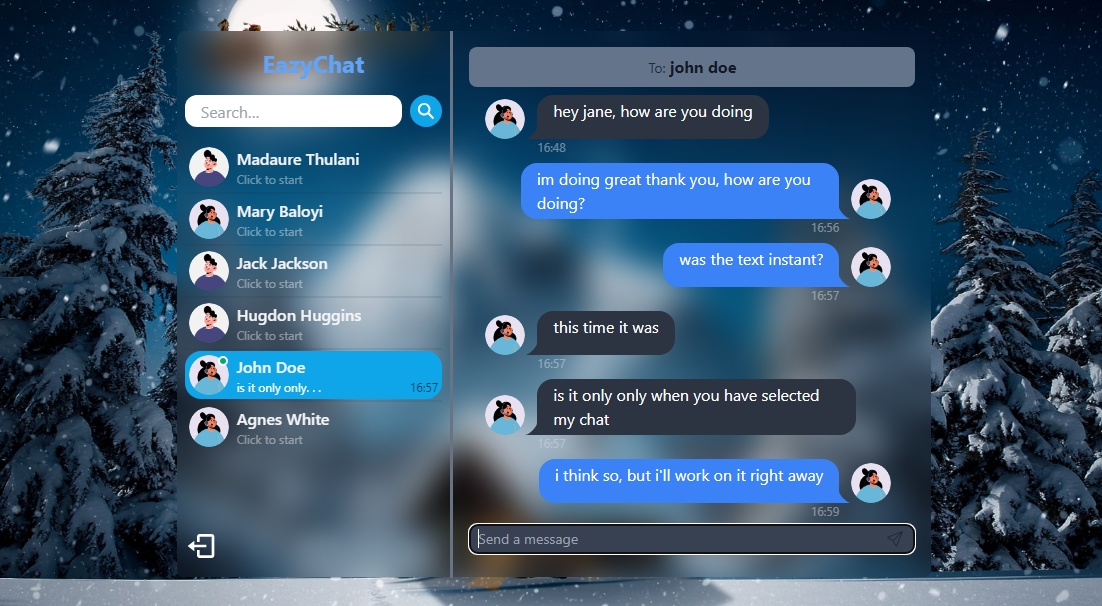 EazyChat
Search...
Madaure Thulani
Click to start
Mary Baloyi
Click to start
Jack Jackson
Click to start
Hugdon Huggins
Click to start
John Doe
is it only only. . .
16:57
Agnes White
Click to start
To: john doe
hey jane, how are you doing
16:48
im doing great thank you, how are you
doing?
16:56
was the text instant?
16:57
this time it was
16:57
is it only only when you have selected
my chat
16:57
i think so, but i'll work on it right away
16:59
Send a message